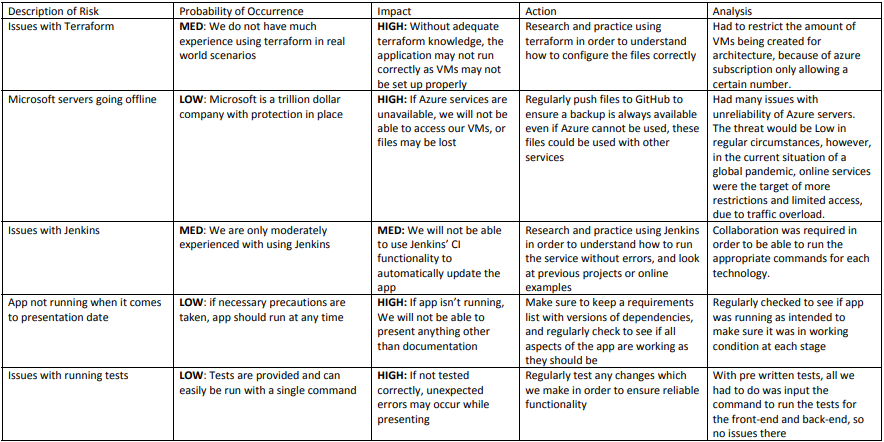 Description of Risk
Probability of Occurrence
Impact
Action
Analysis
Issues with Terraform
MED: We do not have much
experience using terraform in real
world scenarios
HIGH: Without adequate
terraform knowledge, the
application may not run
correctly as VMs may not
be set up properly
Research and practice using
terraform in order to understand
how to configure the files correctly
Had to restrict the amount of
VMs being created for
architecture, because of azure
subscription only allowing a
certain number.
Microsoft servers going offline
LOW: Microsoft is a trillion dollar
company with protection in place
HIGH: If Azure services are
unavailable, we will not be
able to access our VMs, or
files may be lost
Regularly push files to GitHub to
ensure a backup is always available
even if Azure cannot be used, these
files could be used with other
services
Had many issues with
unreliability of Azure servers.
The threat would be Low in
regular circumstances, however,
in the current situation of a
global pandemic, online services
were the target of more
restrictions and limited access,
due to traffic overload.
Issues with Jenkins
MED: We are only moderately
experienced with using Jenkins
MED: We will not be able
to use Jenkins’ CI
functionality to
automatically update the
app
Research and practice using Jenkins
in order to understand how to run
the service without errors, and look
at previous projects or online
examples
Collaboration was required in
order to be able to run the
appropriate commands for each
technology.
App not running when it comes
to presentation date
LOW: if necessary precautions are
taken, app should run at any time
HIGH: If app isn’t running,
We will not be able to
present anything other
than documentation
Make sure to keep a requirements
list with versions of dependencies,
and regularly check to see if all
aspects of the app are working as
they should be
Regularly checked to see if app
was running as intended to
make sure it was in working
condition at each stage
Issues with running tests
LOW: Tests are provided and can
easily be run with a single command
HIGH: If not tested
correctly, unexpected
errors may occur while
presenting
Regularly test any changes which
we make in order to ensure reliable
functionality
With pre written tests, all we
had to do was input the
command to run the tests for
the front-end and back-end, so
no issues there